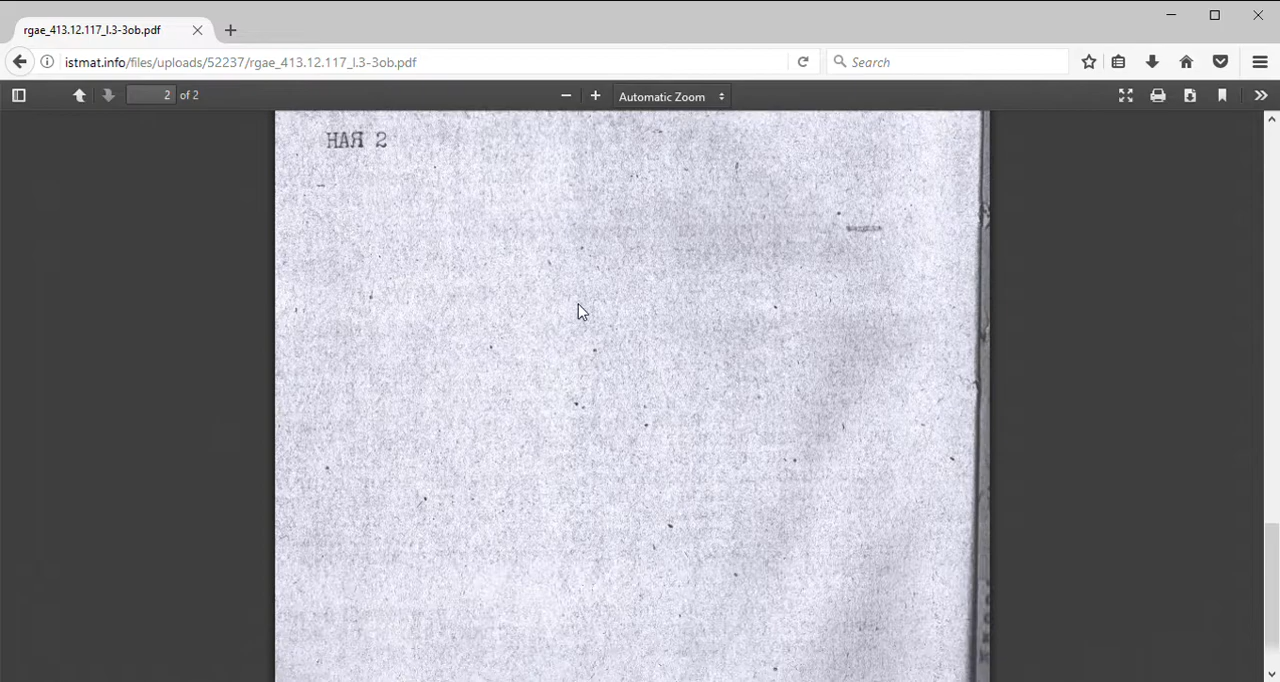 rgae_413.12.117_l.3-3ob.pdf
istmat.info/files/uploads/52237/rgae_413.12.117_l.3-3ob.pdf
Search
2 of 2
Automatic Zoom
НАЯ 2